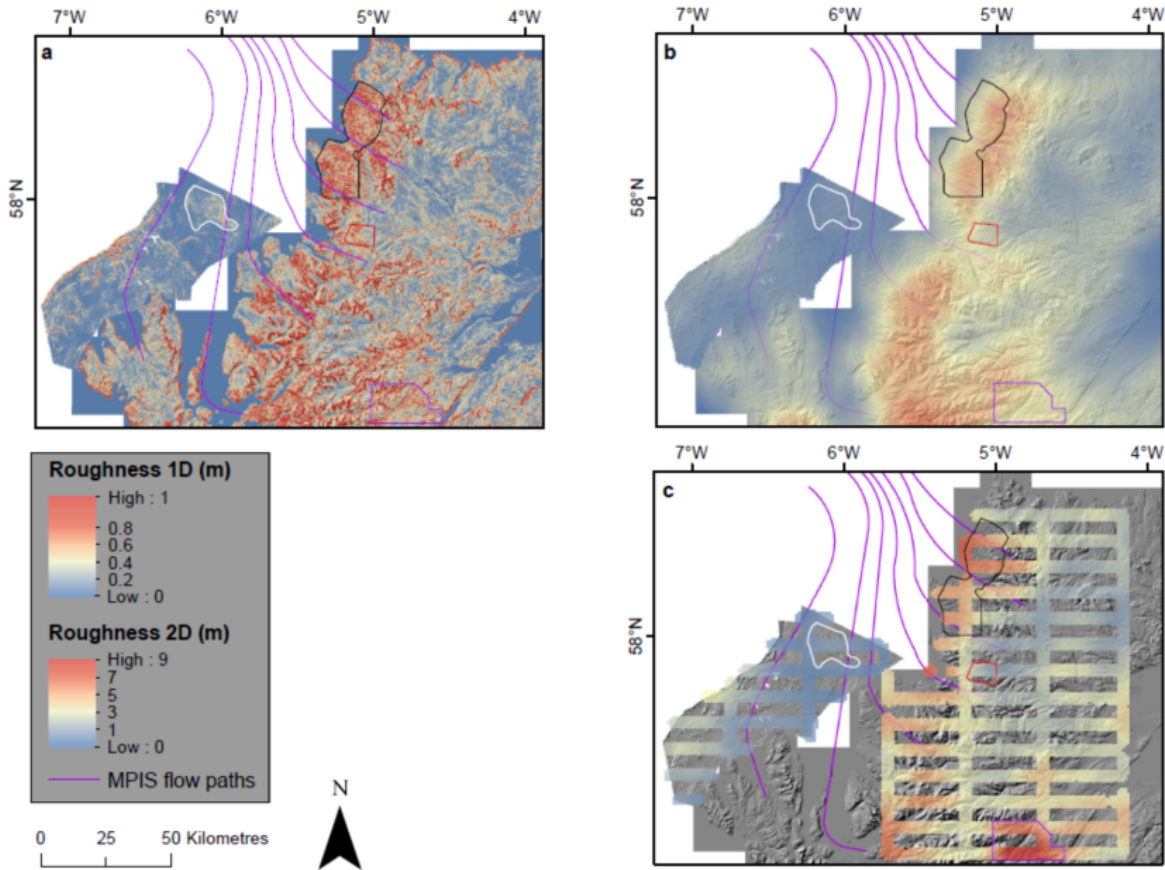 7°W 6°W 5°W 4°W
a
58°N
7°W 6°W 5°W 4°W
b
58°N
Roughness 1D (m)
High : 1
0.8
0.6
0.4
0.2
Low : 0
Roughness 2D (m)
High : 9
7
5
3
1
Low : 0
MPIS flow paths
0 25 50 Kilometres
N
7°W 6°W 5°W 4°W
c
58°N